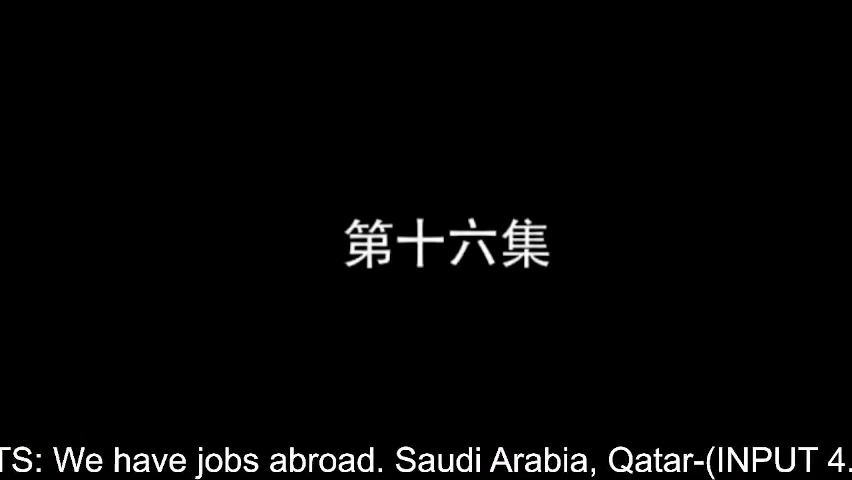 第十六集
TS: We have jobs abroad. Saudi Arabia, Qatar-(INPUT 4.